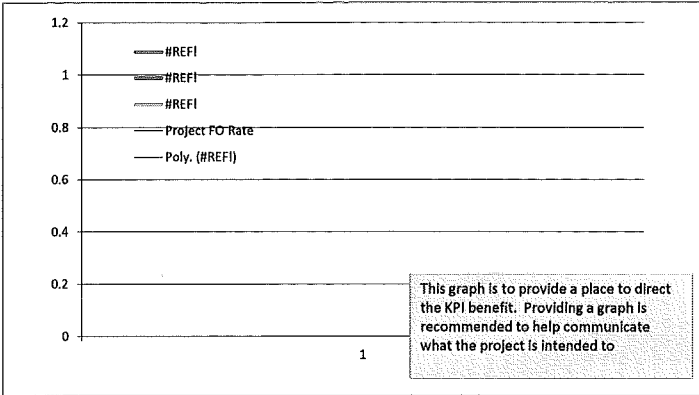 1.2
#REF!
1
#REF!
#REF!
0.8
Project FO Rate
Poly. (#REF!)
0.6
0.4
0.2
This graph is to provide a place to direct
the KPI benefit. Providing a graph is
recommended to help communicate
what the project is intended to
0
1